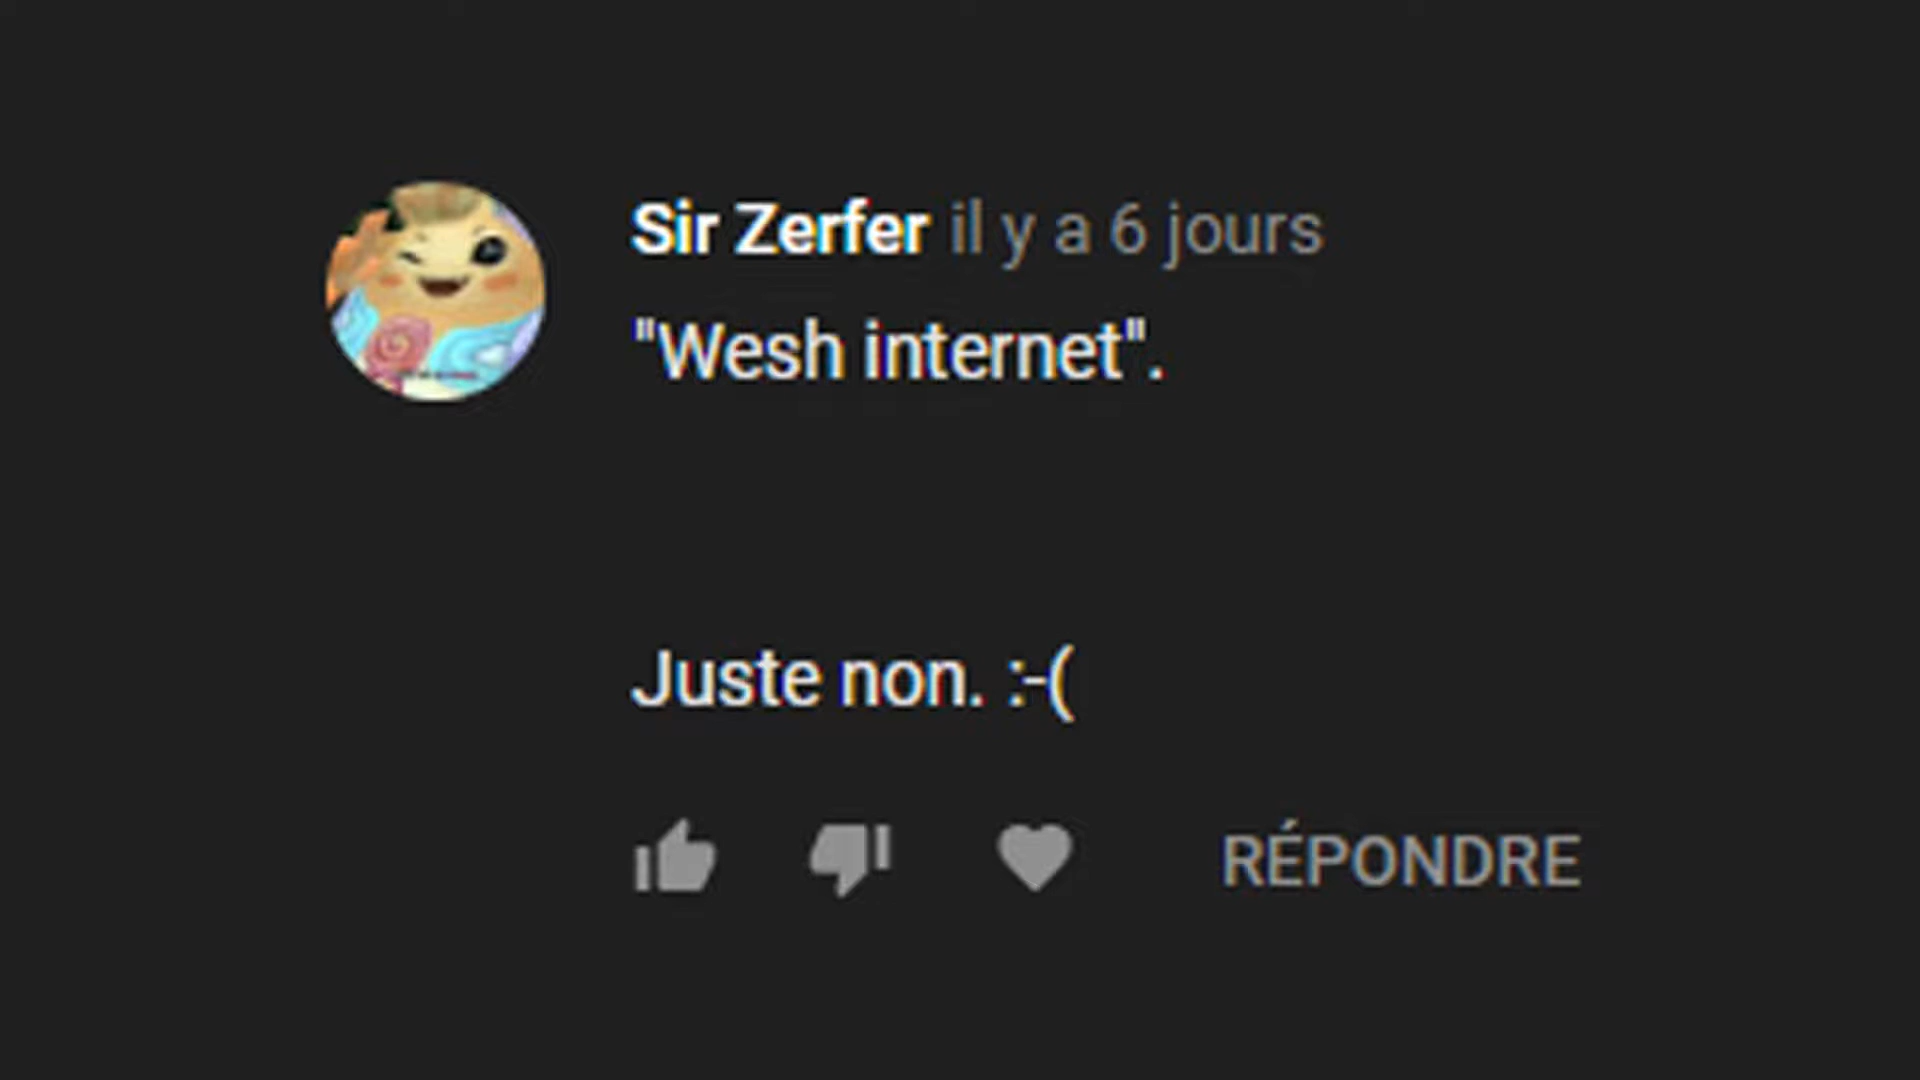 Sir Zerfer il y a 6 jours
"Wesh internet".
Juste non. :-(
RÉPONDRE